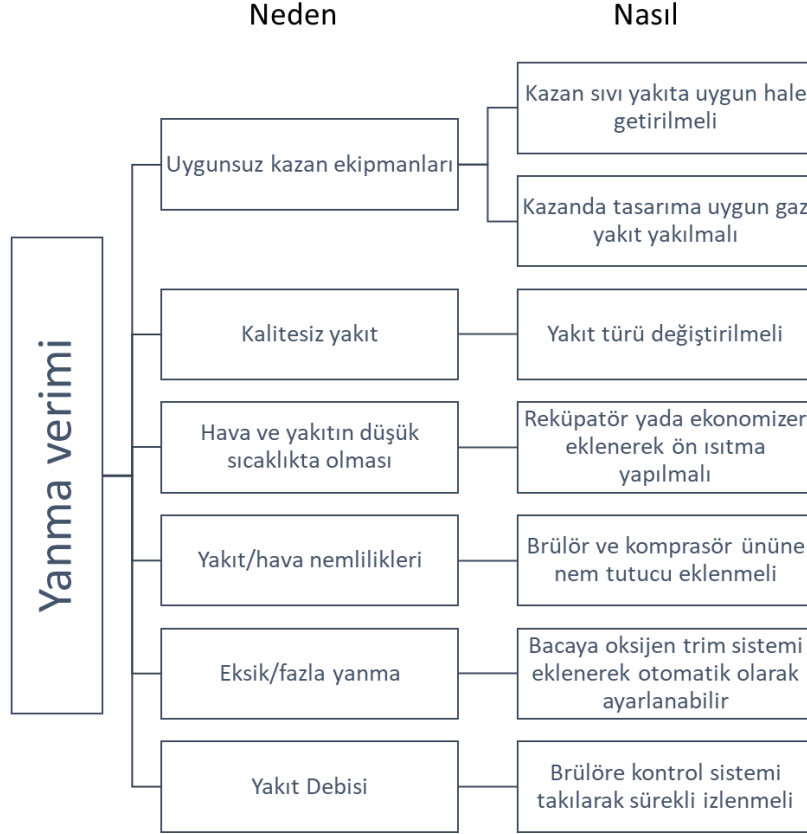 Neden
Nasıl
Yanma verimi
Uygunsuz kazan ekipmanları
Kazan sıvı yakıta uygun hale
getirilmeli
Kazanda tasarıma uygun gaz
yakıt yakılmalı
Kalitesiz yakıt
Yakıt türü değiştirilmeli
Hava ve yakıtın düşük
sıcaklıkta olması
Reküpatör yada ekonomizer
eklenerek ön ısıtma
yapılmalı
Yakıt/hava nemlilikleri
Brülör ve komprasör ününe
nem tutucu eklenmeli
Eksik/fazla yanma
Bacaya oksijen trim sistemi
eklenerek otomatik olarak
ayarlanabilir
Yakıt Debisi
Brülöre kontrol sistemi
takılarak sürekli izlenmeli